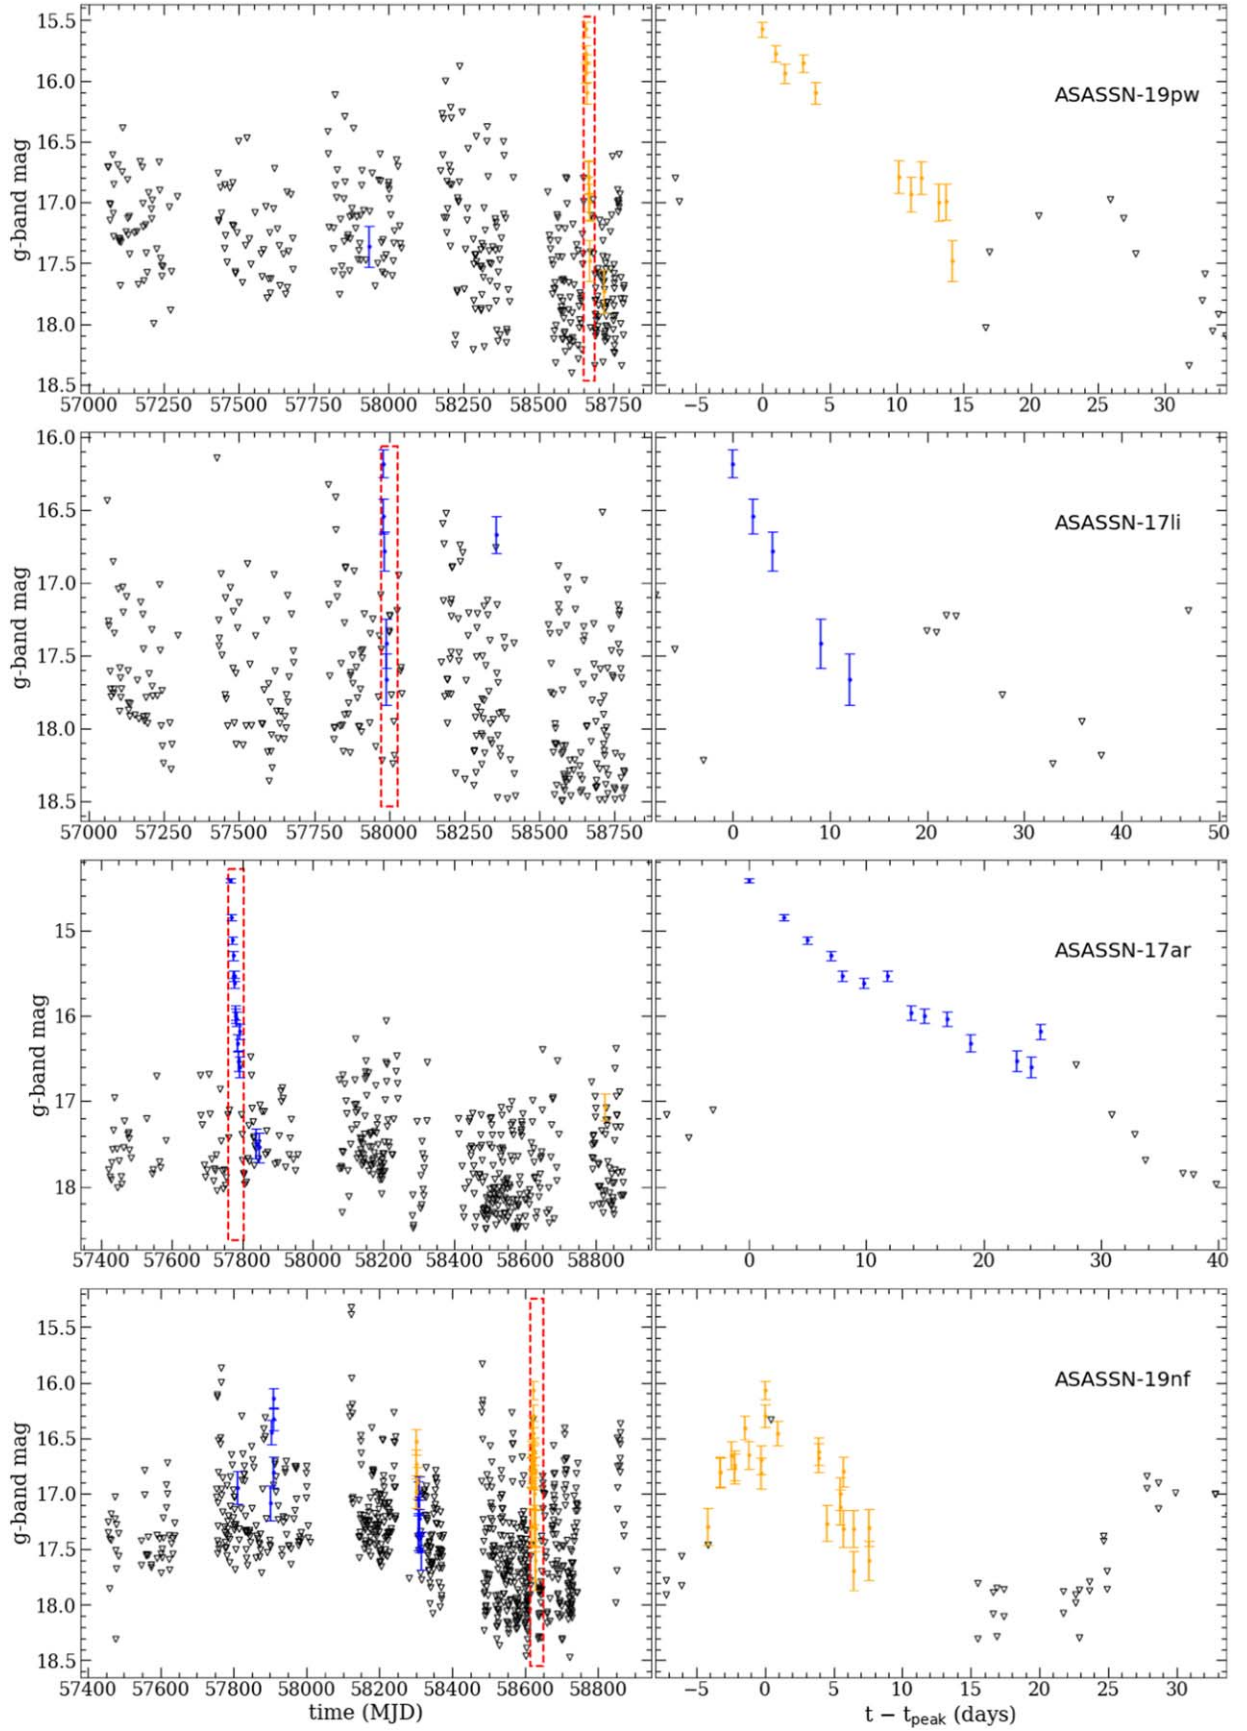 15.5
16.0
16.5
17.0
17.5
18.0
18.5
g-band mag
57000 57250 57500 57750 58000 58250 58500 58750
ASASSN-19pw
−5 0 5 10 15 20 25 30
16.0
16.5
17.0
17.5
18.0
18.5
g-band mag
57000 57250 57500 57750 58000 58250 58500 58750
ASASSN-17li
0 10 20 30 40 50
15
16
17
18
g-band mag
57400 57600 57800 58000 58200 58400 58600 58800
ASASSN-17ar
0 10 20 30 40
15.5
16.0
16.5
17.0
17.5
18.0
18.5
g-band mag
57400 57600 57800 58000 58200 58400 58600 58800
time (MJD)
ASASSN-19nf
−5 0 5 10 15 20 25 30
t − tpeak (days)